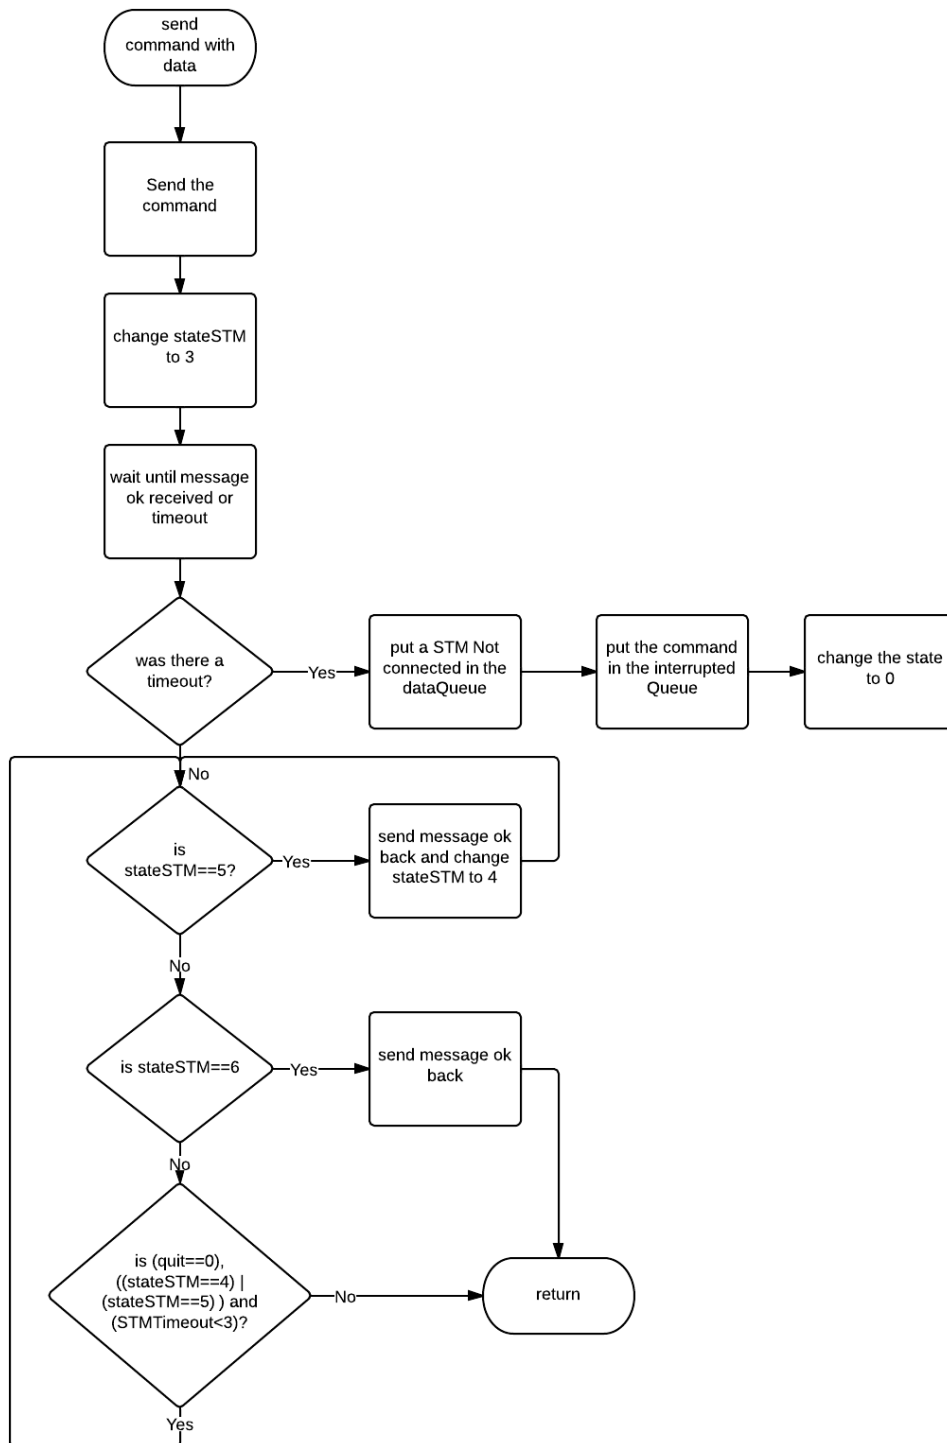 send
command with
data
Send the
command
change stateSTM
to 3
wait until message
ok received or
timeout
was there a
timeout?
Yes
put a STM Not
connected in the
dataQueue
put the command
in the interrupted
Queue
change the state
to 0
No
is
stateSTM==5?
Yes
send message ok
back and change
stateSTM to 4
No
is stateSTM==6
Yes
send message ok
back
No
is (quit==0),
((stateSTM==4) |
(stateSTM==5) ) and
(STMTimeout<3)?
No
return
Yes